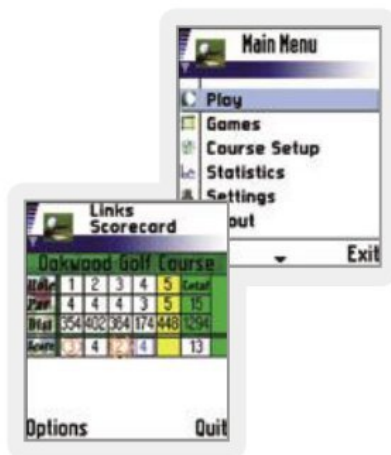 Main Menu
Play
Games
Course Setup
Statistics
Settings
out
Exit
Links
Scorecard
Oakwood Golf Course
Hole 1 2 3 4 5 Total
Par 4 4 4 3 5 15
Dist 354 402 364 174 448 1294
Score 3 4 2 4 13
Options Quit